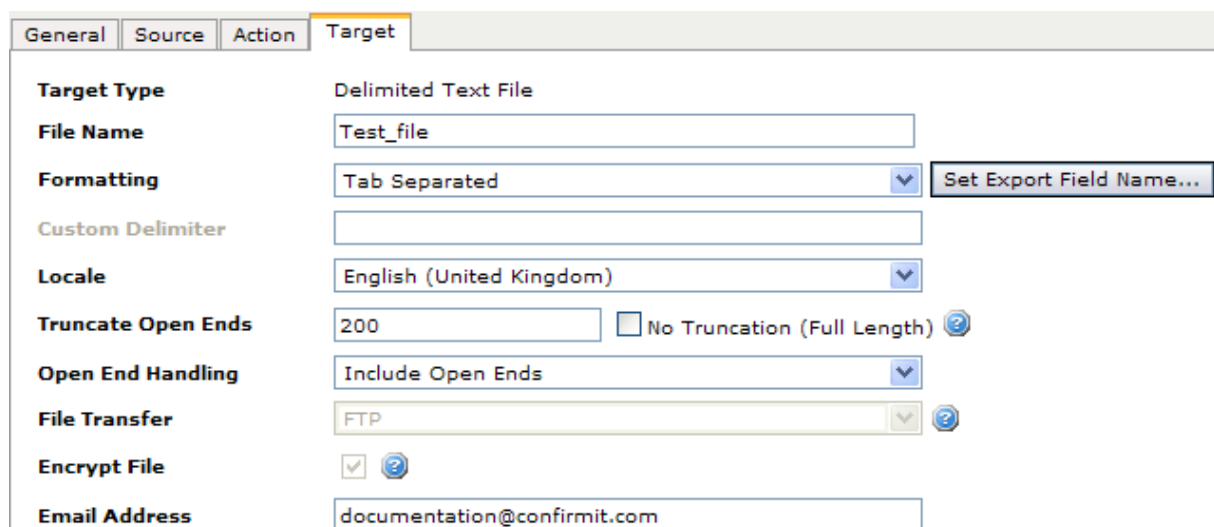 General Source Action Target
Target Type Delimited Text File
File Name Test_file
Formatting Tab Separated Set Export Field Name...
Custom Delimiter
Locale English (United Kingdom)
Truncate Open Ends 200 No Truncation (Full Length)
Open End Handling Include Open Ends
File Transfer FTP
Encrypt File
Email Address documentation@confirmit.com